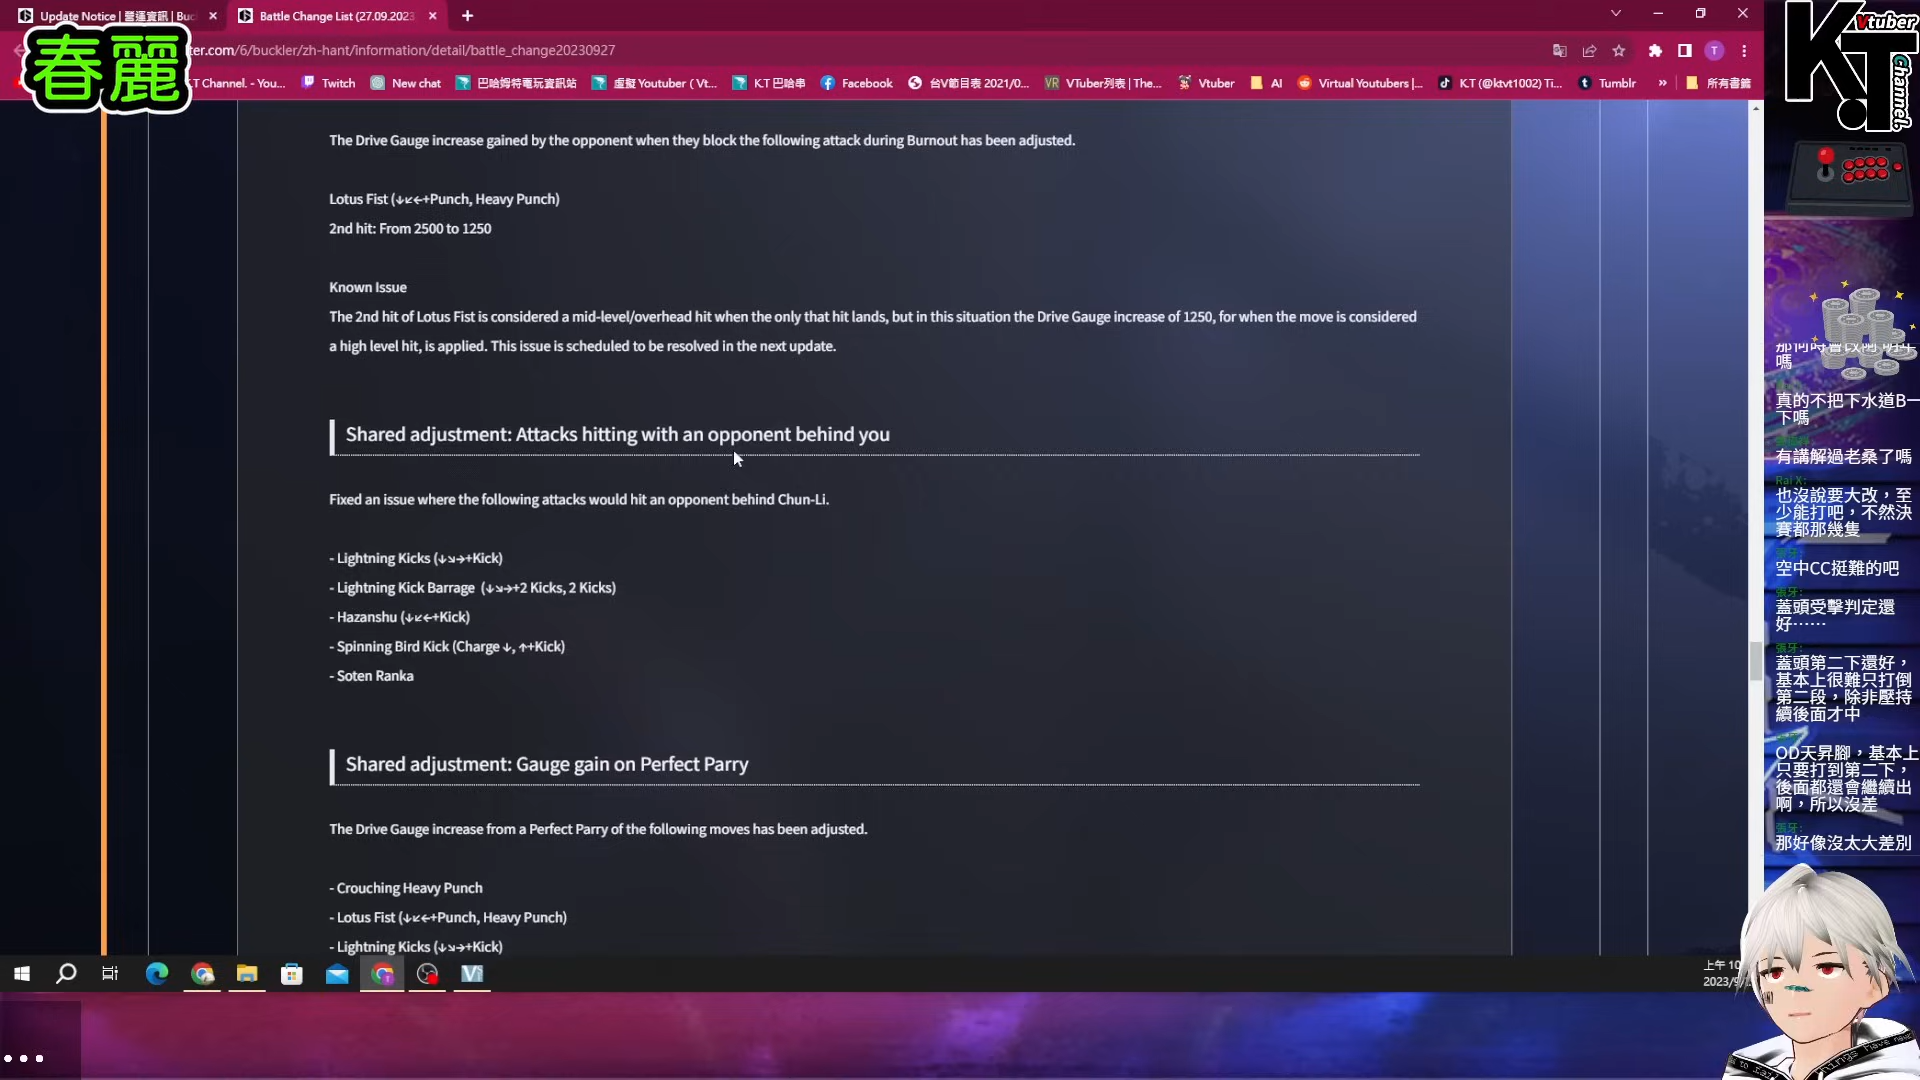 Update Notice | 營運資訊 | Buc
Battle Change List (27.09.2023
春麗
ter.com/6/buckler/zh-hant/information/detail/battle_change20230927
T
T Channel. - You...
Twitch
New chat
巴哈姆特電玩資訊站
虛擬 Youtuber ( Vt...
K.T 巴哈串
Facebook
台V節目表 2021/0...
VR VTuber列表 | The...
Vtuber
AI
Virtual Youtubers |...
K.T (@ktvt1002) Ti...
Tumblr
»
所有書籤
Vtuber
K.T
Channel.
The Drive Gauge increase gained by the opponent when they block the following attack during Burnout has been adjusted.
Lotus Fist (↓↙←+Punch, Heavy Punch)
2nd hit: From 2500 to 1250
Known Issue
The 2nd hit of Lotus Fist is considered a mid-level/overhead hit when the only that hit lands, but in this situation the Drive Gauge increase of 1250, for when the move is considered
a high level hit, is applied. This issue is scheduled to be resolved in the next update.
Shared adjustment: Attacks hitting with an opponent behind you
Fixed an issue where the following attacks would hit an opponent behind Chun-Li.
- Lightning Kicks (↓↘→+Kick)
- Lightning Kick Barrage (↓↘→+2 Kicks, 2 Kicks)
- Hazanshu (↓↙←+Kick)
- Spinning Bird Kick (Charge ↓, ↑+Kick)
- Soten Ranka
Shared adjustment: Gauge gain on Perfect Parry
The Drive Gauge increase from a Perfect Parry of the following moves has been adjusted.
- Crouching Heavy Punch
- Lotus Fist (↓↙←+Punch, Heavy Punch)
- Lightning Kicks (↓↘→+Kick)
嗎
真的不把下水道B一
下嗎
有講解過老桑了嗎
Rai X:
也沒說要大改，至
少能打吧，不然決
賽都那幾隻
張牙:
空中CC挺難的吧
張牙:
蓋頭受擊判定還
好⋯⋯
張牙:
蓋頭第二下還好，
基本上很難只打倒
第二段，除非壓持
續後面才中
OD天昇腳，基本上
只要打到第二下，
後面都還會繼續出
啊，所以沒差
張牙:
那好像沒太大差別
上午 10
2023/9/